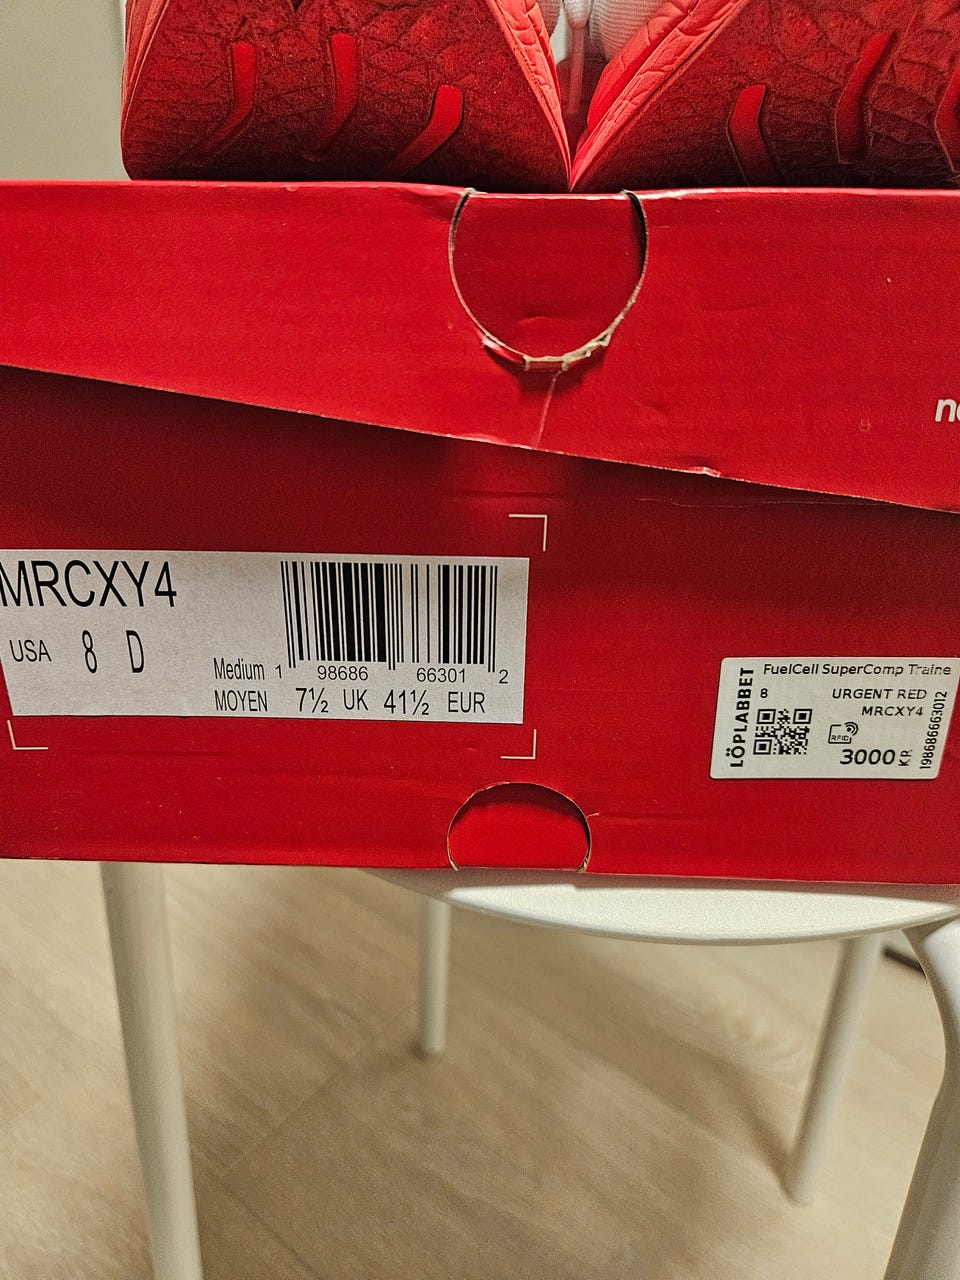 ne
MRCXY4
USA 8 D
Medium 1 98686 66301 2
MOYEN 7½ UK 41½ EUR
LÖPLABBET
FuelCell SuperComp Traine
8 URGENT RED
MRCXY4
RFID
3000 KR
198686663012